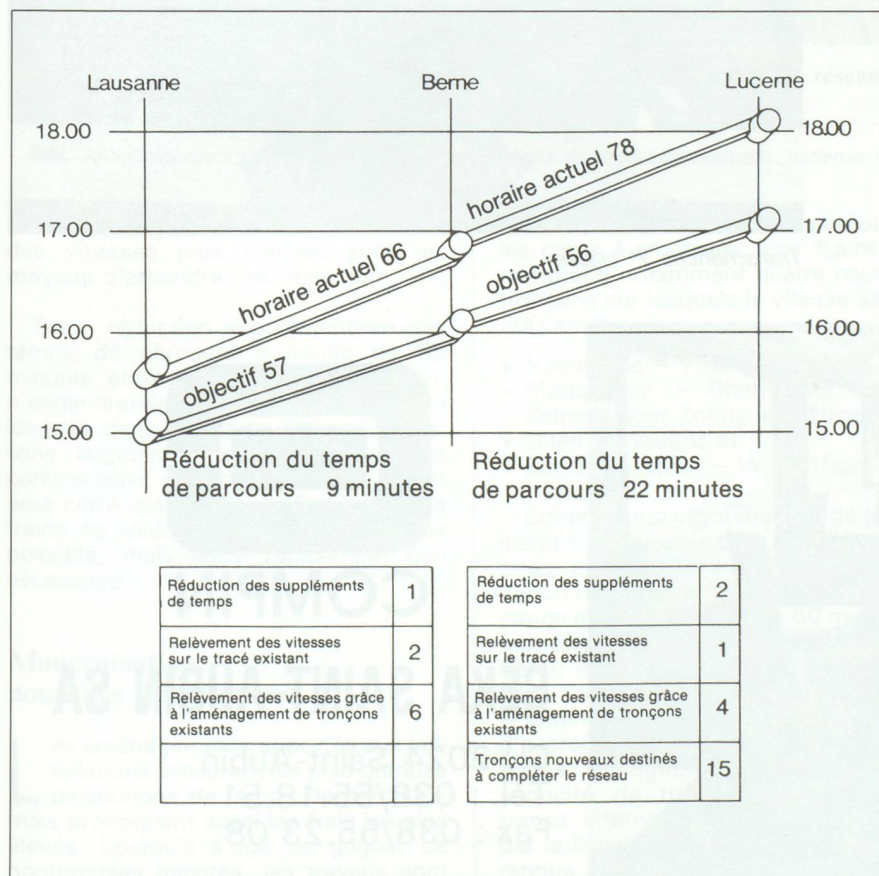 Lausanne Berne Lucerne
18.00 18.00
horaire actuel 78
17.00 17.00
horaire actuel 66
objectif 56
16.00 16.00
objectif 57
15.00 15.00
Réduction du temps
de parcours 9 minutes
Réduction du temps
de parcours 22 minutes
Réduction des suppléments
de temps 1
Relèvement des vitesses
sur le tracé existant 2
Relèvement des vitesses grâce
à l'aménagement de tronçons
existants 6
Réduction des suppléments
de temps 2
Relèvement des vitesses
sur le tracé existant 1
Relèvement des vitesses grâce
à l'aménagement de tronçons
existants 4
Tronçons nouveaux destinés
à compléter le réseau 15